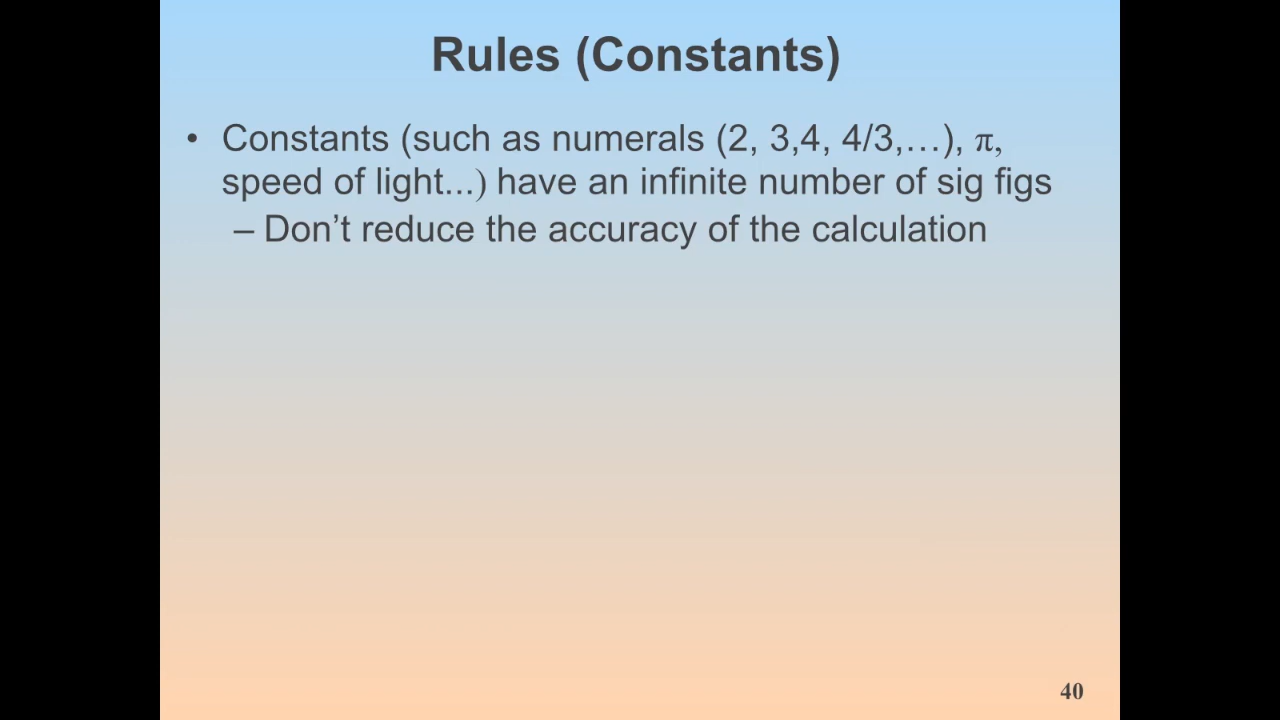 Rules (Constants)
• Constants (such as numerals (2, 3,4, 4/3,…), π,
speed of light...) have an infinite number of sig figs
– Don’t reduce the accuracy of the calculation
40